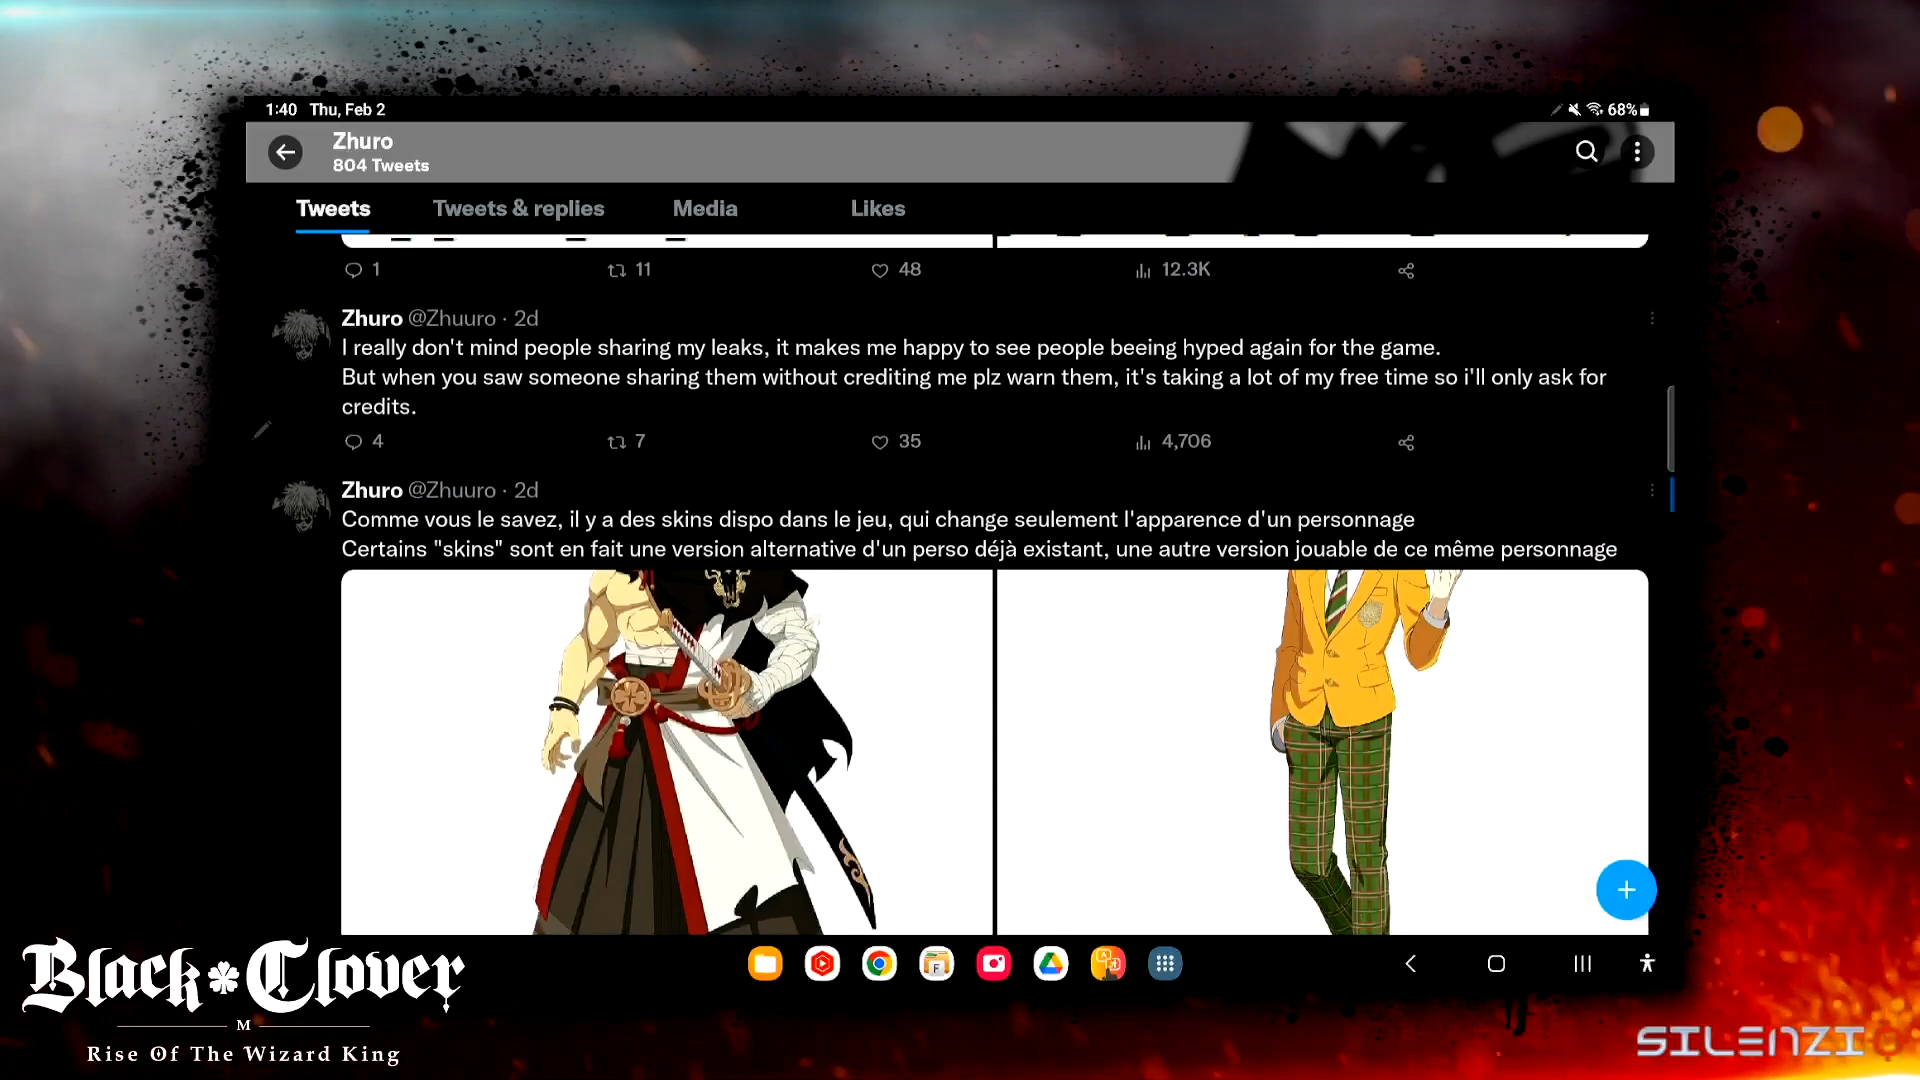 1:40 Thu, Feb 2
68%
Zhuro
804 Tweets
Tweets
Tweets & replies
Media
Likes
1
11
48
12.3K
Zhuro @Zhuuro · 2d
I really don't mind people sharing my leaks, it makes me happy to see people beeing hyped again for the game.
But when you saw someone sharing them without crediting me plz warn them, it's taking a lot of my free time so i'll only ask for
credits.
4
7
35
4,706
Zhuro @Zhuuro · 2d
Comme vous le savez, il y a des skins dispo dans le jeu, qui change seulement l'apparence d'un personnage
Certains "skins" sont en fait une version alternative d'un perso déjà existant, une autre version jouable de ce même personnage
Black Clover
M
Rise Of The Wizard King
SILENZIO